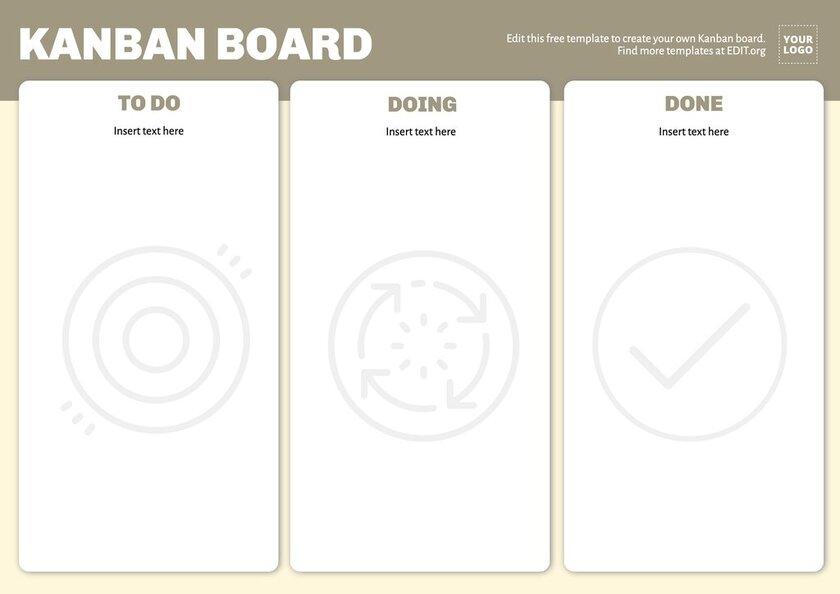 KANBAN BOARD
Edit this free template to create your own Kanban board.
Find more templates at EDIT.org
YOUR
LOGO
TO DO
Insert text here
DOING
Insert text here
DONE
Insert text here